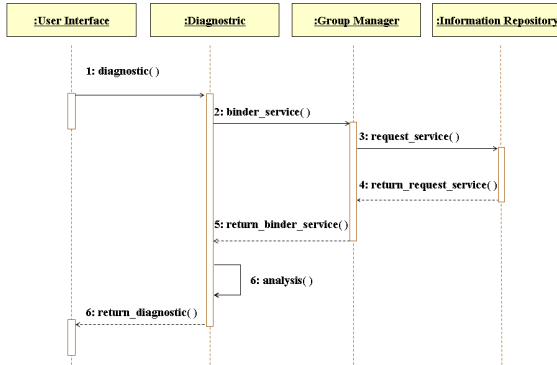 :User Interface
:Diagnostric
:Group Manager
:Information Repository
1: diagnostic( )
2: binder_service( )
3: request_service( )
4: return_request_service( )
5: return_binder_service( )
6: analysis( )
6: return_diagnostic( )